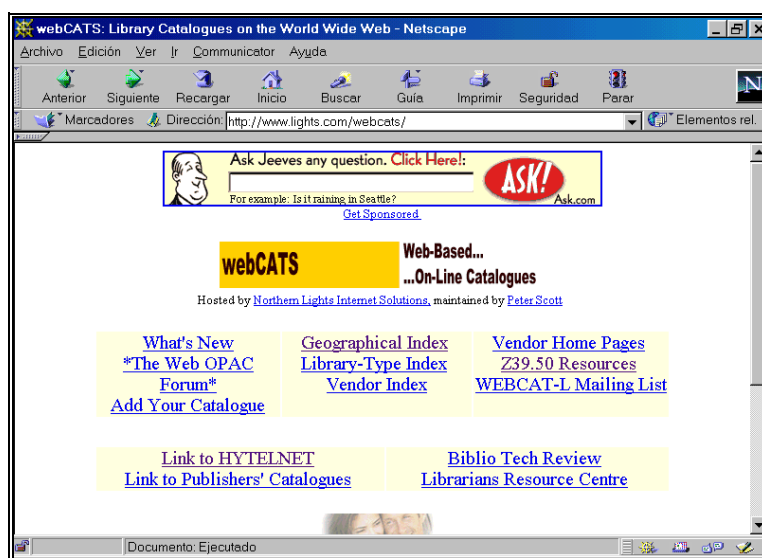 webCATS: Library Catalogues on the World Wide Web - Netscape
Archivo Edición Ver Ir Communicator Ayuda
Anterior Siguiente Recargar Inicio Buscar Guía Imprimir Seguridad Parar
N
Marcadores Dirección: http://www.lights.com/webcats/ Elementos rel.
Ask Jeeves any question. Click Here!:
ASK!
For example: Is it raining in Seattle?
Ask.com
Get Sponsored
webCATS
Web-Based...
...On-Line Catalogues
Hosted by Northern Lights Internet Solutions, maintained by Peter Scott
What's New Geographical Index Vendor Home Pages
*The Web OPAC Library-Type Index Z39.50 Resources
Forum* Vendor Index WEBCAT-L Mailing List
Add Your Catalogue
Link to HYTELNET Biblio Tech Review
Link to Publishers' Catalogues Librarians Resource Centre
Documento: Ejecutado